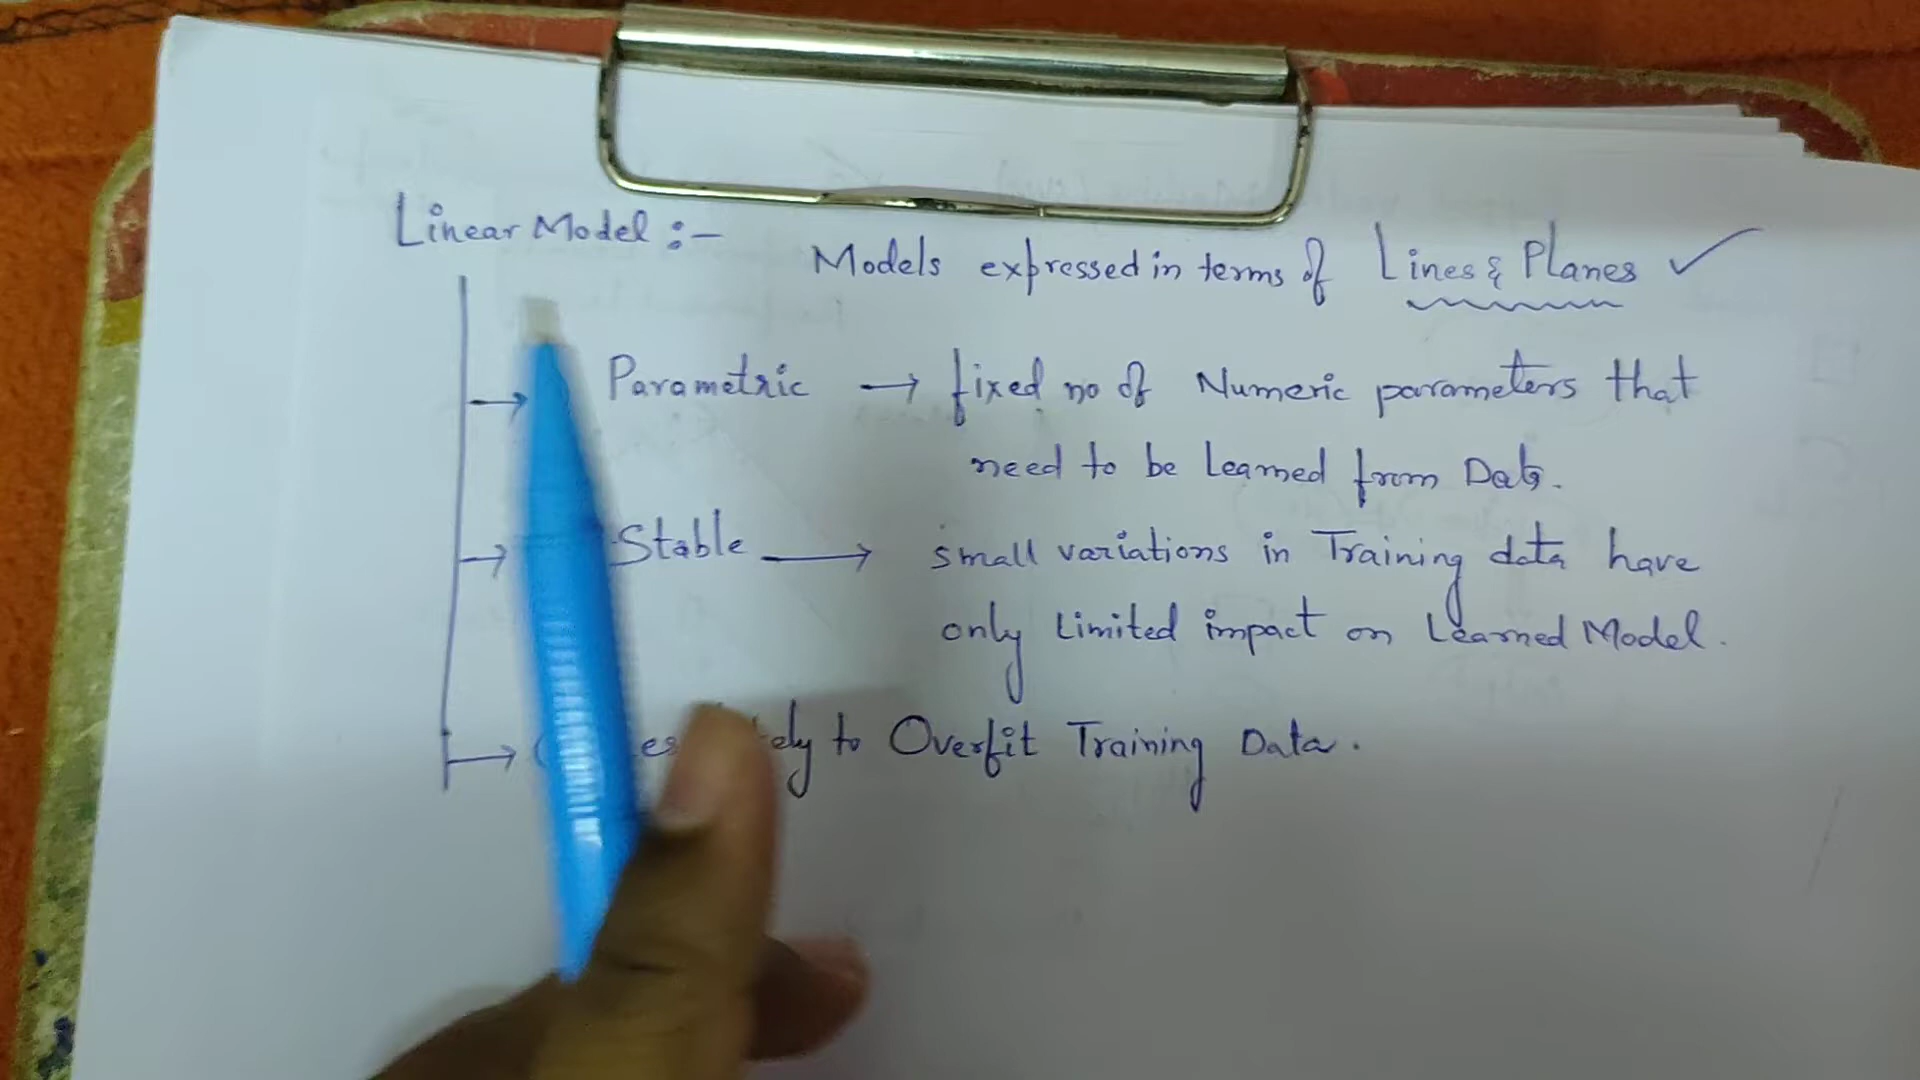 Linear Model :-
Models expressed in terms of Lines & Planes ✓
Parametric → fixed no of Numeric parameters that
need to be Learned from Data.
Stable → small variations in Training data have
only Limited impact on Learned Model.
→ to Overfit Training Data.